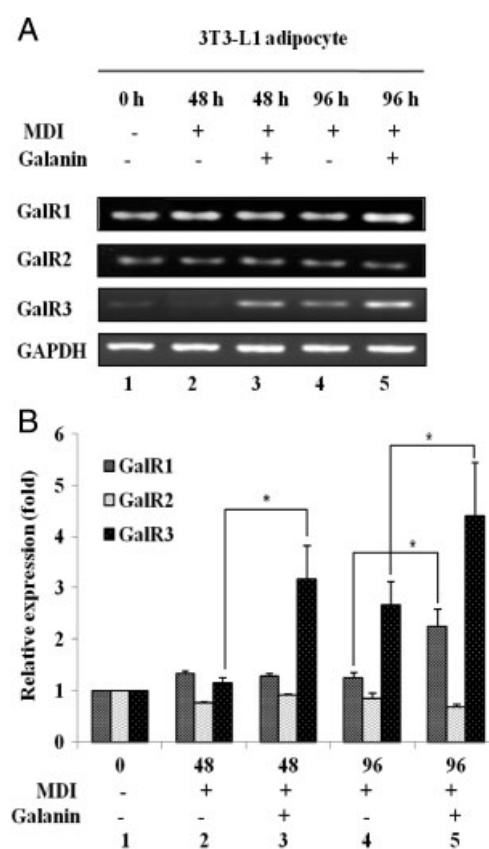 A
3T3-L1 adipocyte
0 h 48 h 48 h 96 h 96 h
MDI - + + + +
Galanin - - + - +
GalR1
GalR2
GalR3
GAPDH
1 2 3 4 5
B
6
5
4
3
2
1
0
Relative expression (fold)
GalR1
GalR2
GalR3
*
*
*
0 48 48 96 96
MDI - + + + +
Galanin - - + - +
1 2 3 4 5